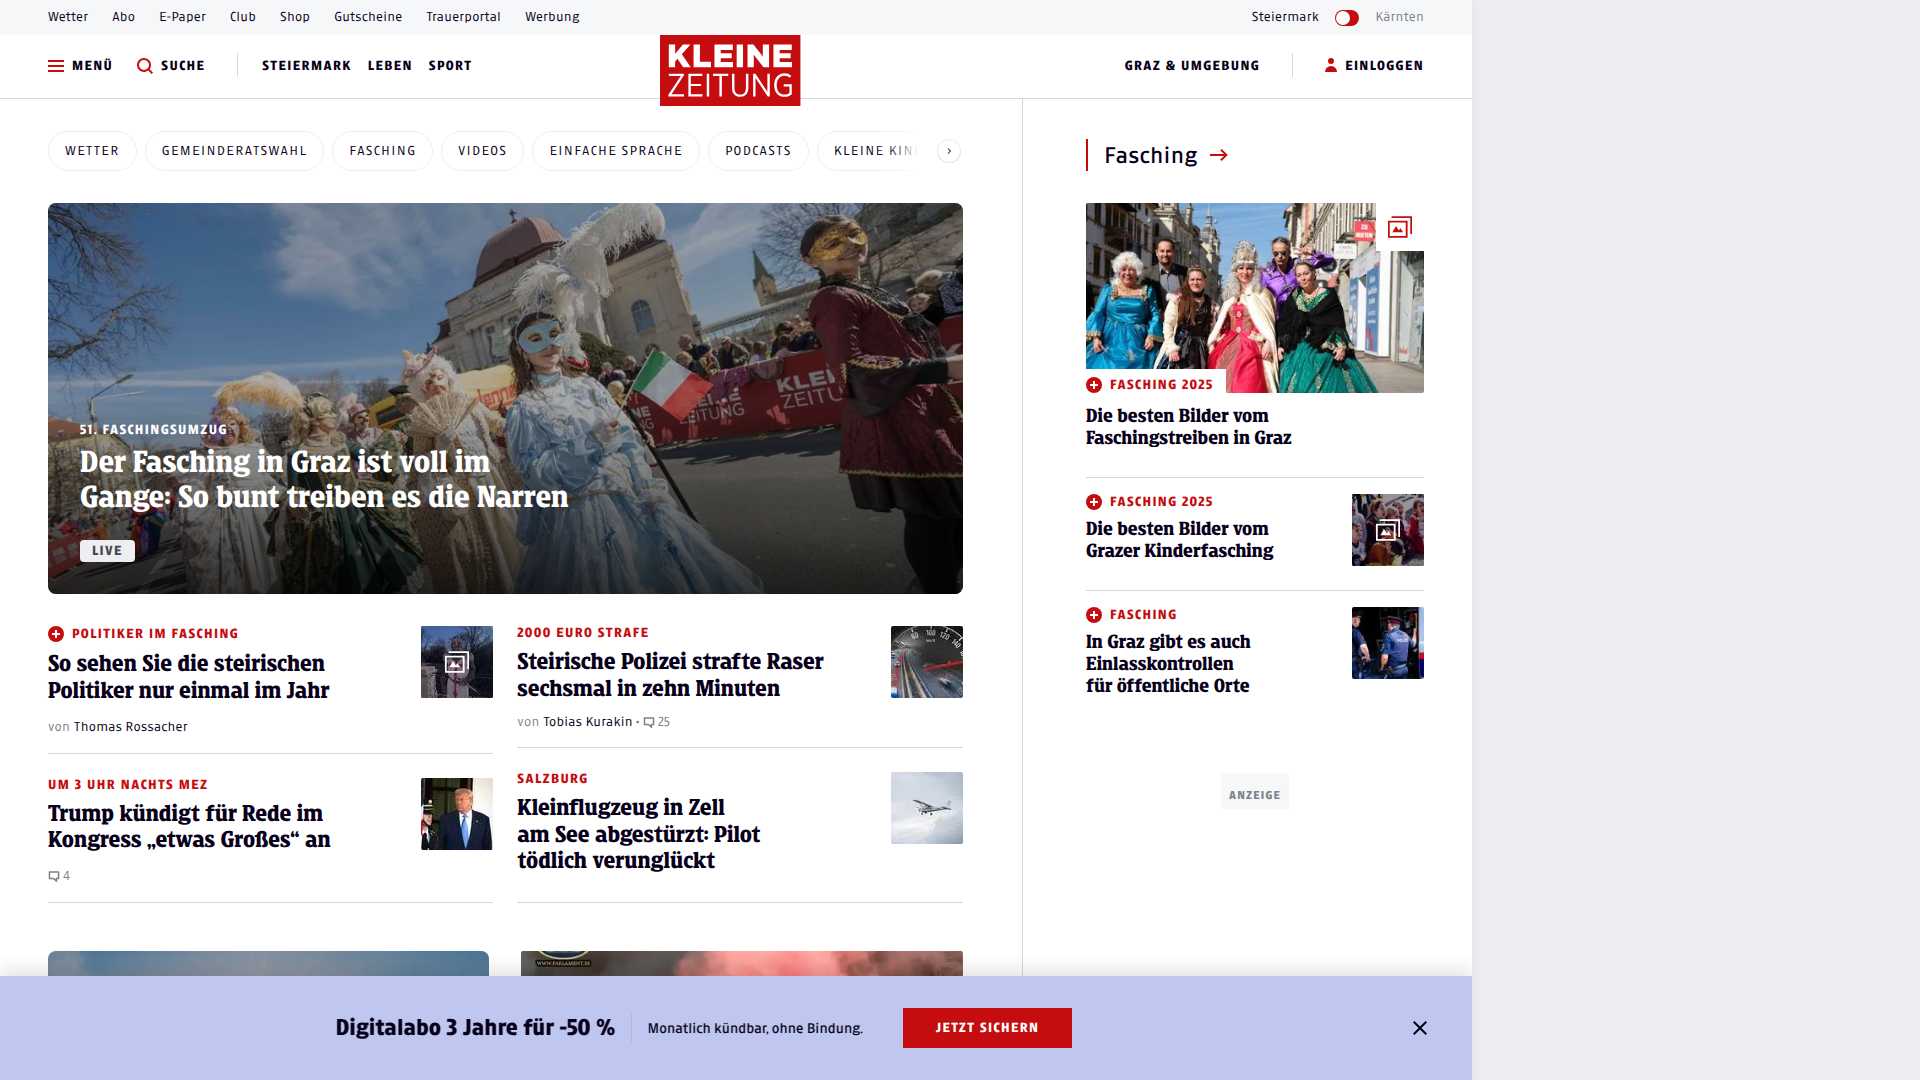 Wetter Abo E-Paper Club Shop Gutscheine Trauerportal Werbung Steiermark Kärnten
MENÜ SUCHE STEIERMARK LEBEN SPORT KLEINE ZEITUNG GRAZ & UMGEBUNG EINLOGGEN
WETTER GEMEINDERATSWAHL FASCHING VIDEOS EINFACHE SPRACHE PODCASTS KLEINE KIN
51. FASCHINGSUMZUG
Der Fasching in Graz ist voll im
Gange: So bunt treiben es die Narren
LIVE
POLITIKER IM FASCHING
So sehen Sie die steirischen
Politiker nur einmal im Jahr
von Thomas Rossacher
2000 EURO STRAFE
Steirische Polizei strafte Raser
sechsmal in zehn Minuten
von Tobias Kurakin • 25
UM 3 UHR NACHTS MEZ
Trump kündigt für Rede im
Kongress „etwas Großes“ an
4
SALZBURG
Kleinflugzeug in Zell
am See abgestürzt: Pilot
tödlich verunglückt
WWW.PARLAMENT.RS
Fasching
FASCHING 2025
Die besten Bilder vom
Faschingstreiben in Graz
FASCHING 2025
Die besten Bilder vom
Grazer Kinderfasching
FASCHING
In Graz gibt es auch
Einlasskontrollen
für öffentliche Orte
ANZEIGE
Digitalabo 3 Jahre für -50 % Monatlich kündbar, ohne Bindung. JETZT SICHERN